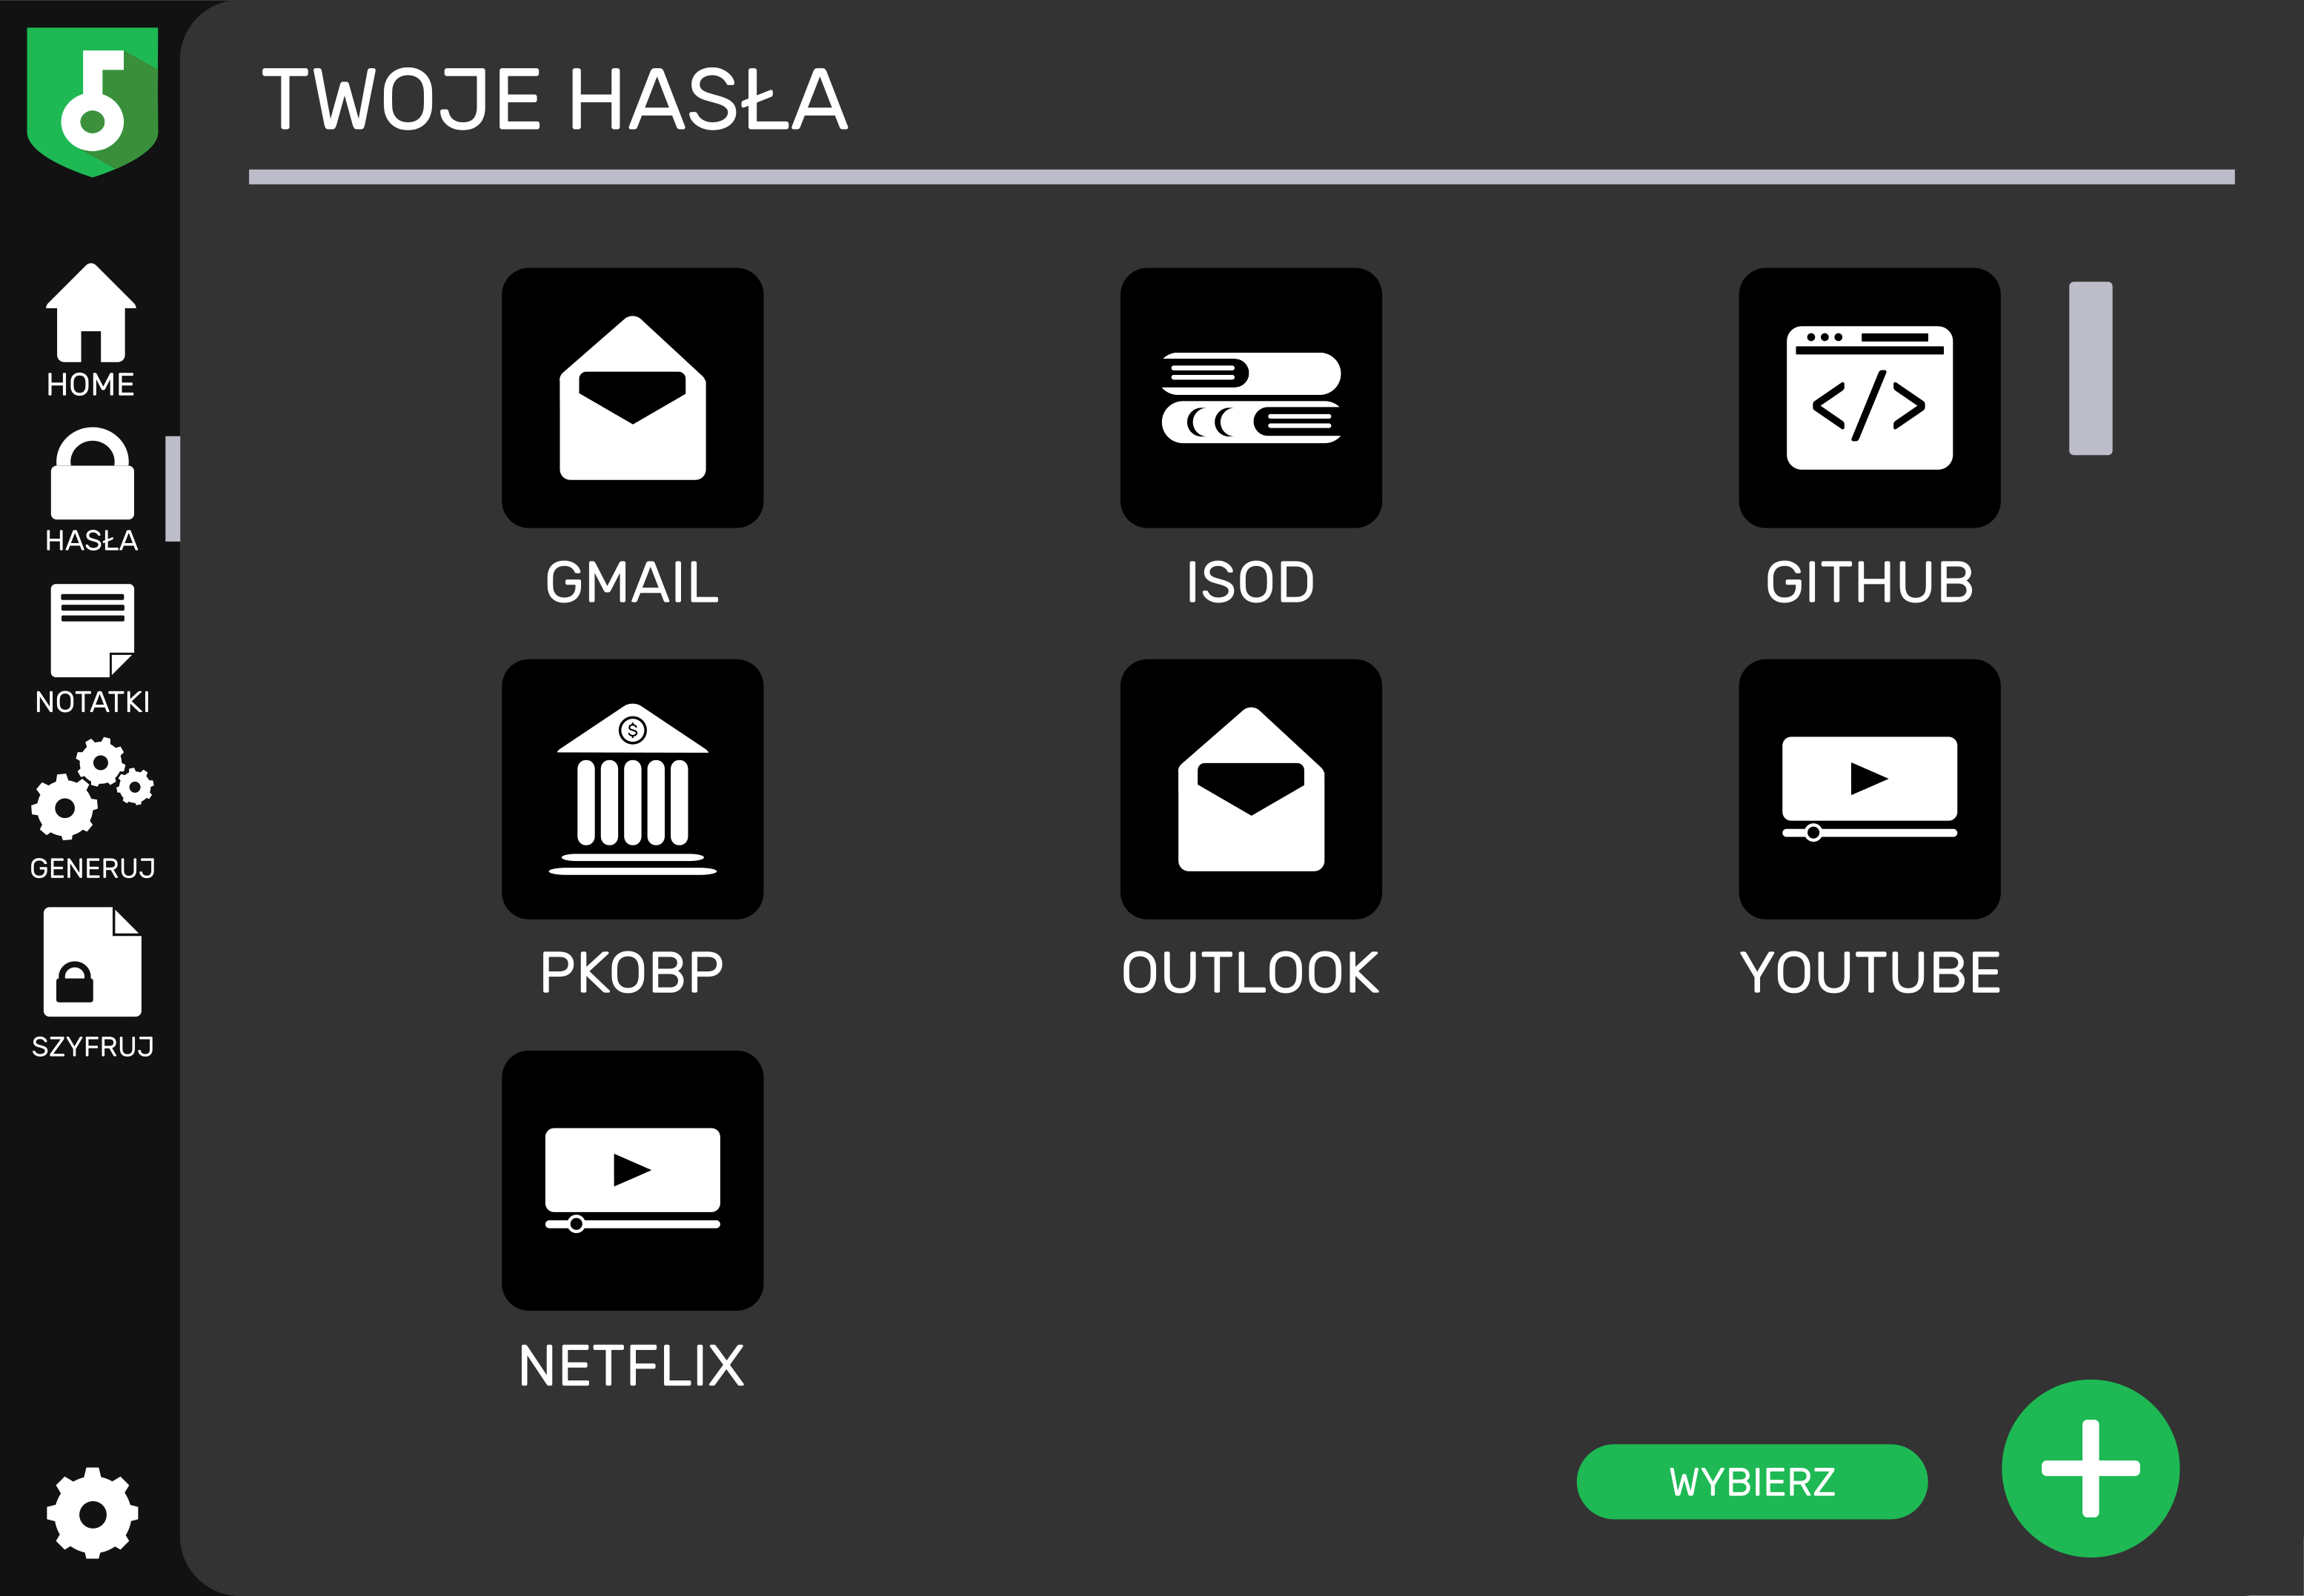 TWOJE HASŁA
HOME
HASŁA
NOTATKI
GENERUJ
SZYFRUJ
GMAIL
ISOD
GITHUB
$
PKOBP
OUTLOOK
YOUTUBE
NETFLIX
WYBIERZ